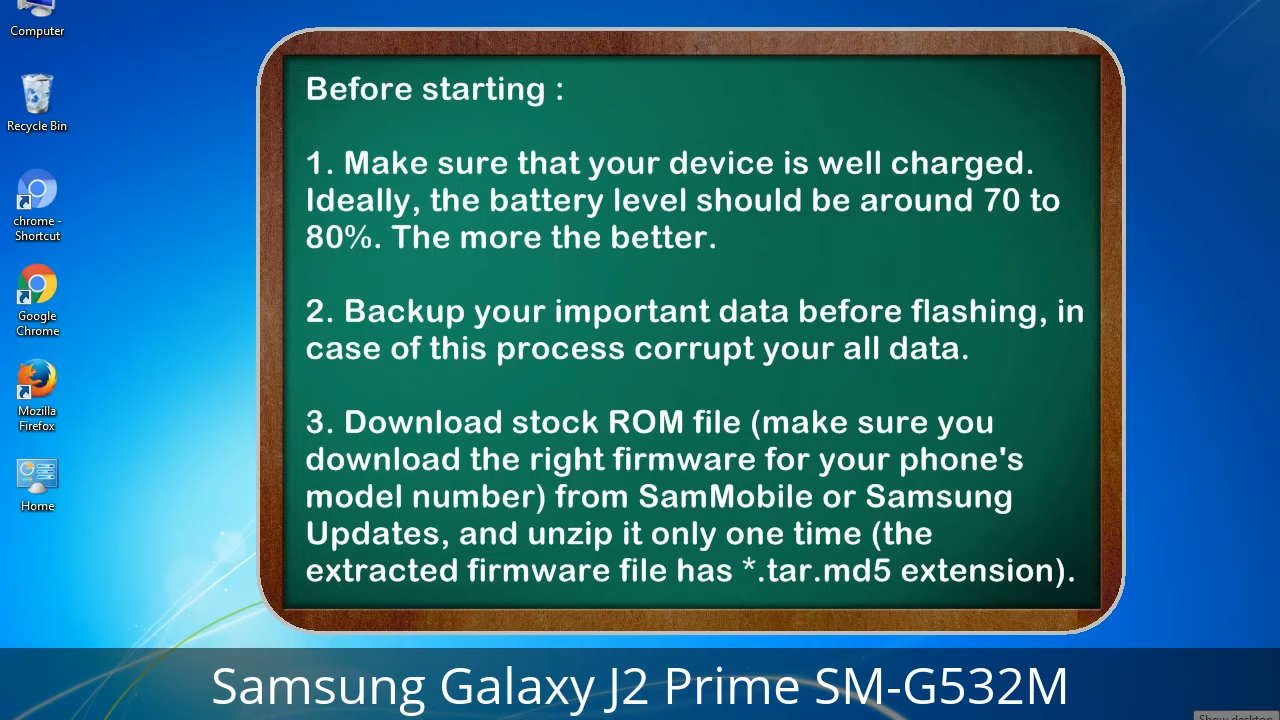 Computer
Recycle Bin
chrome -
Shortcut
Google
Chrome
Mozilla
Firefox
Home
Before starting :
1. Make sure that your device is well charged.
Ideally, the battery level should be around 70 to
80%. The more the better.
2. Backup your important data before flashing, in
case of this process corrupt your all data.
3. Download stock ROM file (make sure you
download the right firmware for your phone's
model number) from SamMobile or Samsung
Updates, and unzip it only one time (the
extracted firmware file has *.tar.md5 extension).
Samsung Galaxy J2 Prime SM-G532M
Show desktop